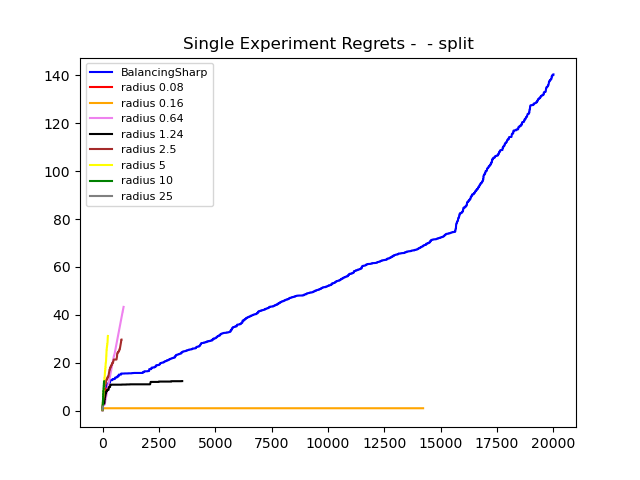 Single Experiment Regrets -  - split
140
120
100
80
60
40
20
0
BalancingSharp
radius 0.08
radius 0.16
radius 0.64
radius 1.24
radius 2.5
radius 5
radius 10
radius 25
0 2500 5000 7500 10000 12500 15000 17500 20000